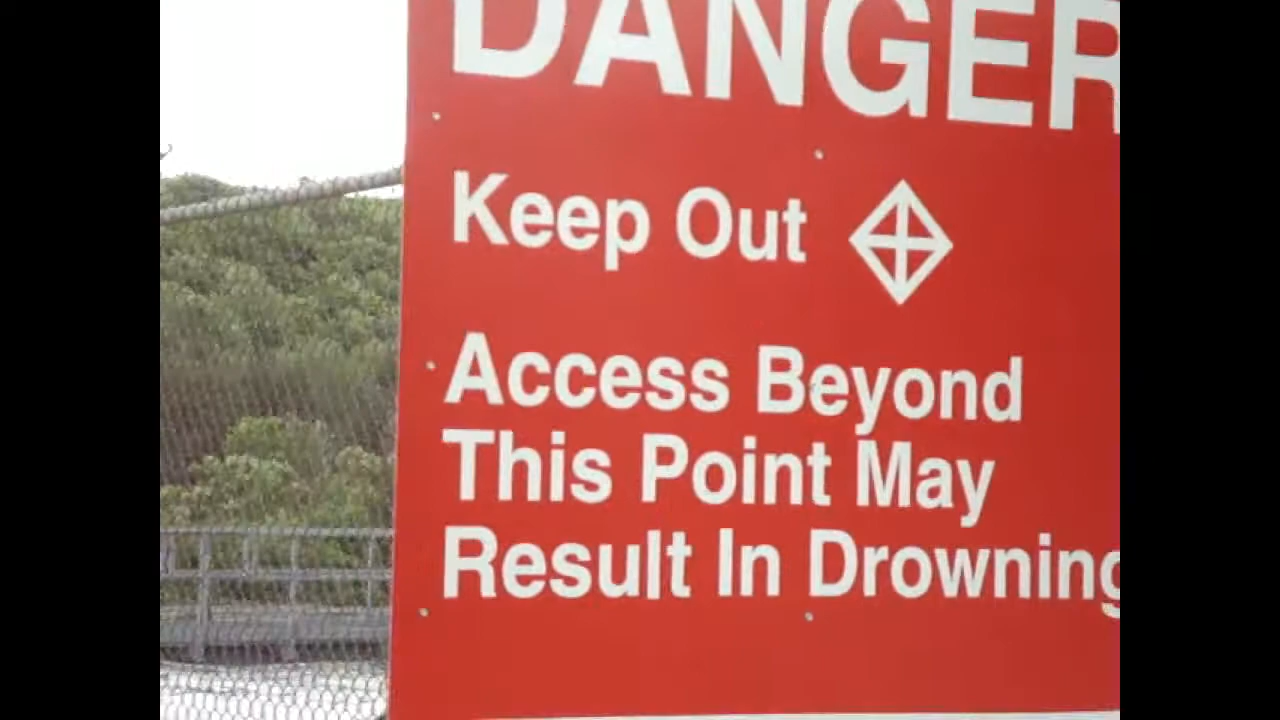 DANGER
Keep Out
Access Beyond
This Point May
Result In Drowning